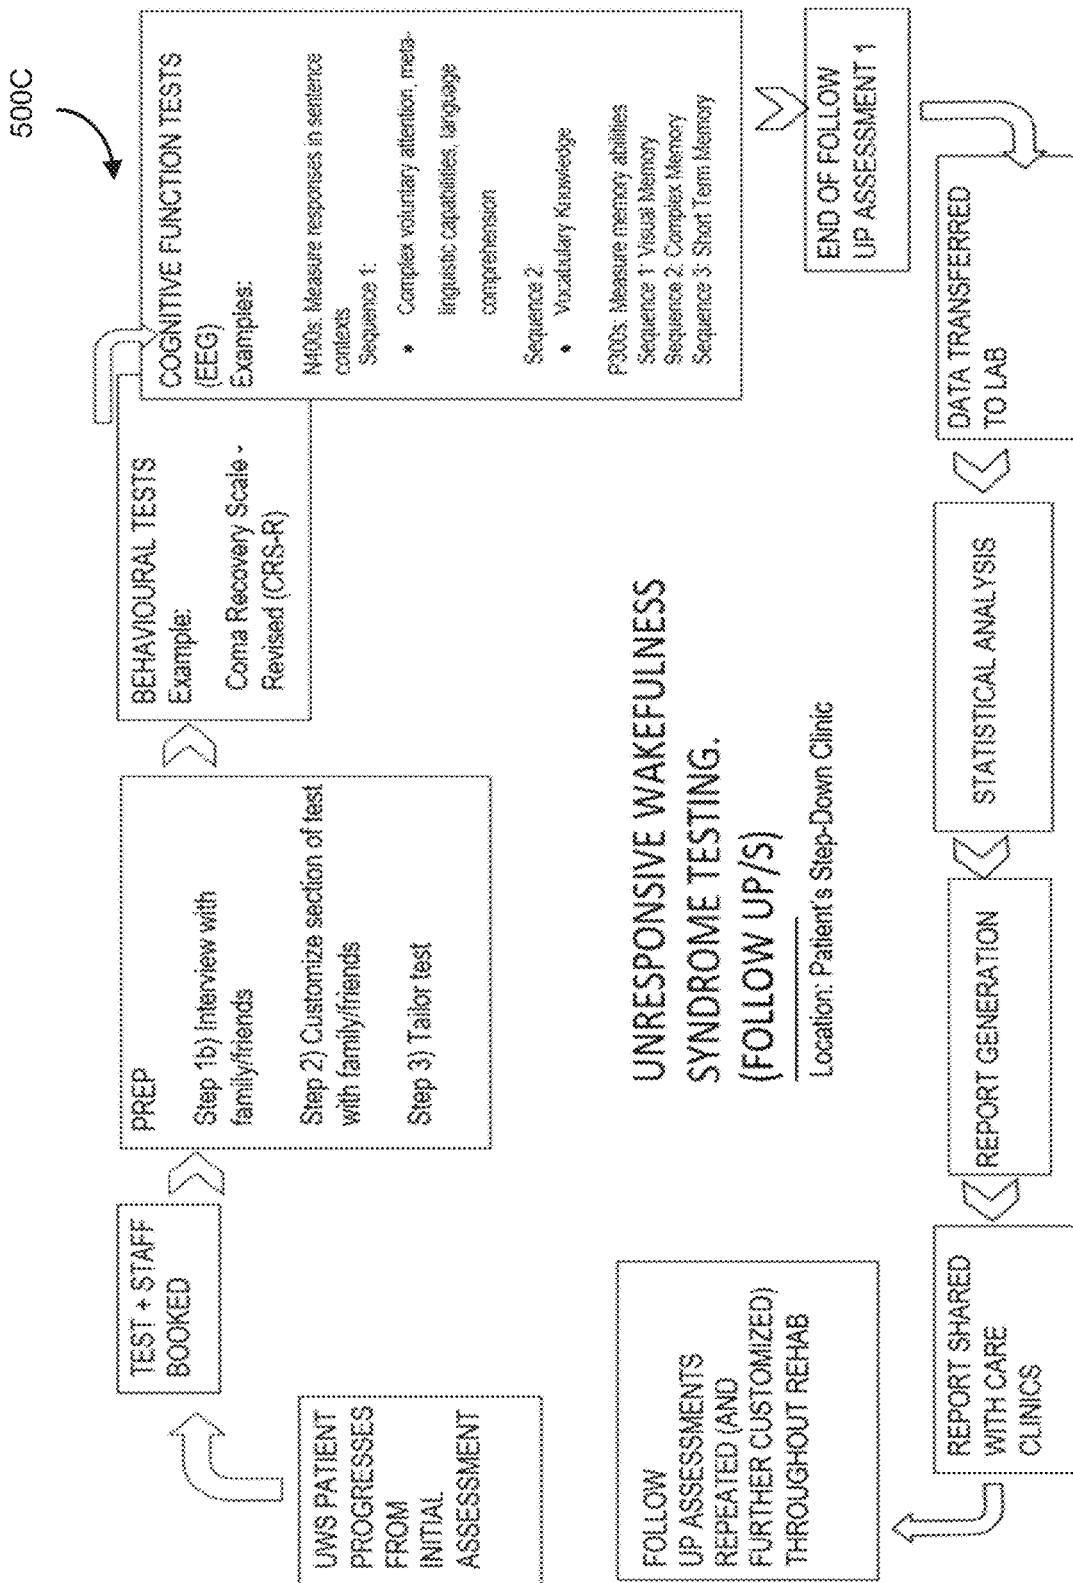 500C
UWS PATIENT
PROGRESSES
FROM
INITIAL
ASSESSMENT
TEST + STAFF
BOOKED
PREP
Step 1b) Interview with
family/friends
Step 2) Customize section of test
with family/friends
Step 3) Tailor test
BEHAVIOURAL TESTS
Example:
Coma Recovery Scale -
Revised (CRS-R)
COGNITIVE FUNCTION TESTS
(EEG)
Examples:
N400s: Measure responses in sentence
contexts
Sequence 1:
• Complex voluntary attention, meta-
linguistic capabilities, language
comprehension
Sequence 2:
• Vocabulary Knowledge
P300s: Measure memory abilities
Sequence 1: Visual Memory
Sequence 2: Complex Memory
Sequence 3: Short Term Memory
END OF FOLLOW
UP ASSESSMENT 1
DATA TRANSFERRED
TO LAB
STATISTICAL ANALYSIS
REPORT GENERATION
REPORT SHARED
WITH CARE
CLINICS
FOLLOW
UP ASSESSMENTS
REPEATED (AND
FURTHER CUSTOMIZED)
THROUGHOUT REHAB
UNRESPONSIVE WAKEFULNESS
SYNDROME TESTING.
(FOLLOW UP/S)
Location: Patient's Step-Down Clinic